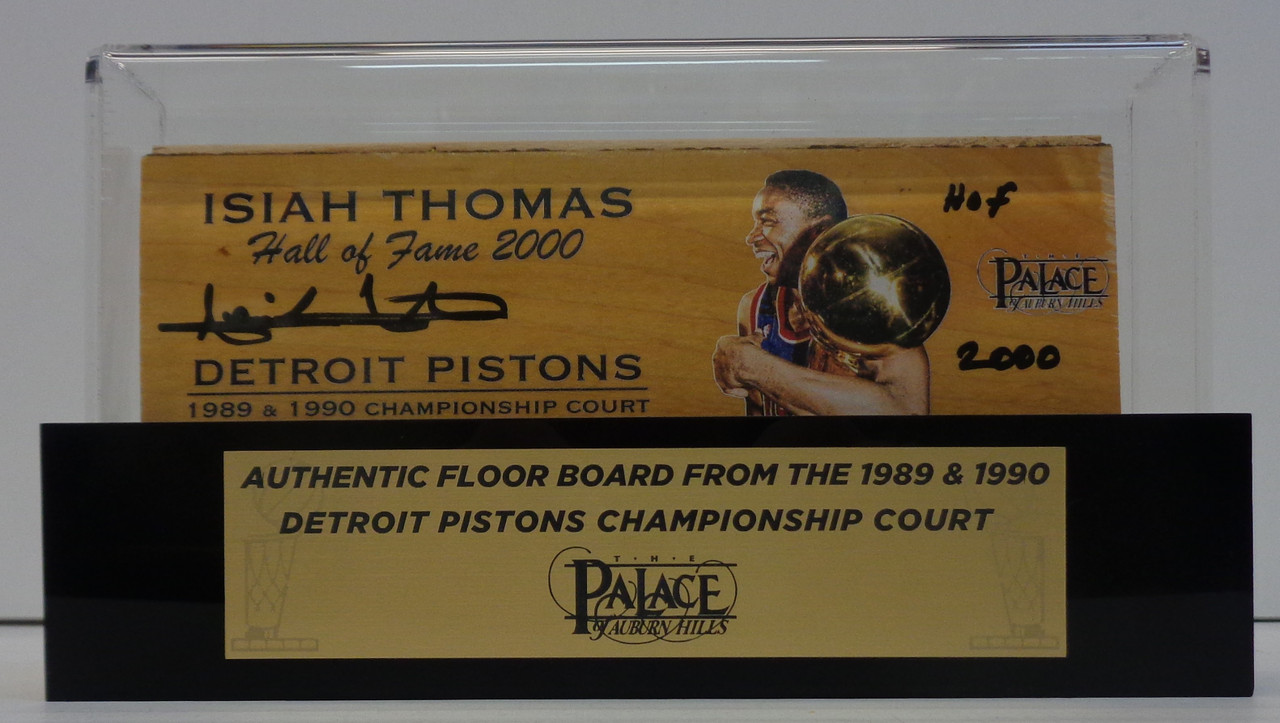 ISIAH THOMAS
Hall of Fame 2000
DETROIT PISTONS
1989 & 1990 CHAMPIONSHIP COURT
HOF
THE
PALACE
of AUBURN HILLS
2000
AUTHENTIC FLOOR BOARD FROM THE 1989 & 1990
DETROIT PISTONS CHAMPIONSHIP COURT
T·H·E
PALACE
of AUBURN HILLS